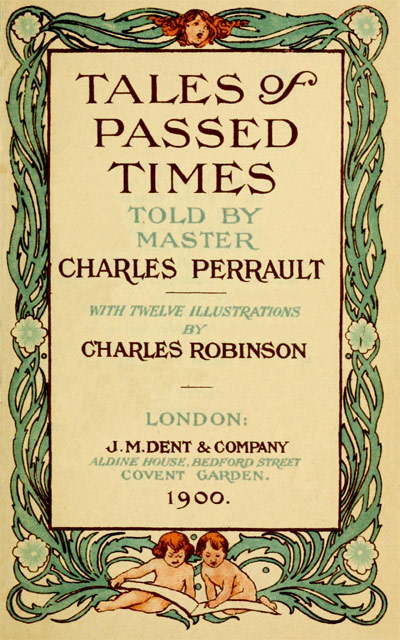 TALES of
PASSED
TIMES
TOLD BY
MASTER
CHARLES PERRAULT
WITH TWELVE ILLUSTRATIONS
BY
CHARLES ROBINSON
LONDON:
J. M. DENT & COMPANY
ALDINE HOUSE, BEDFORD STREET
COVENT GARDEN.
1900.